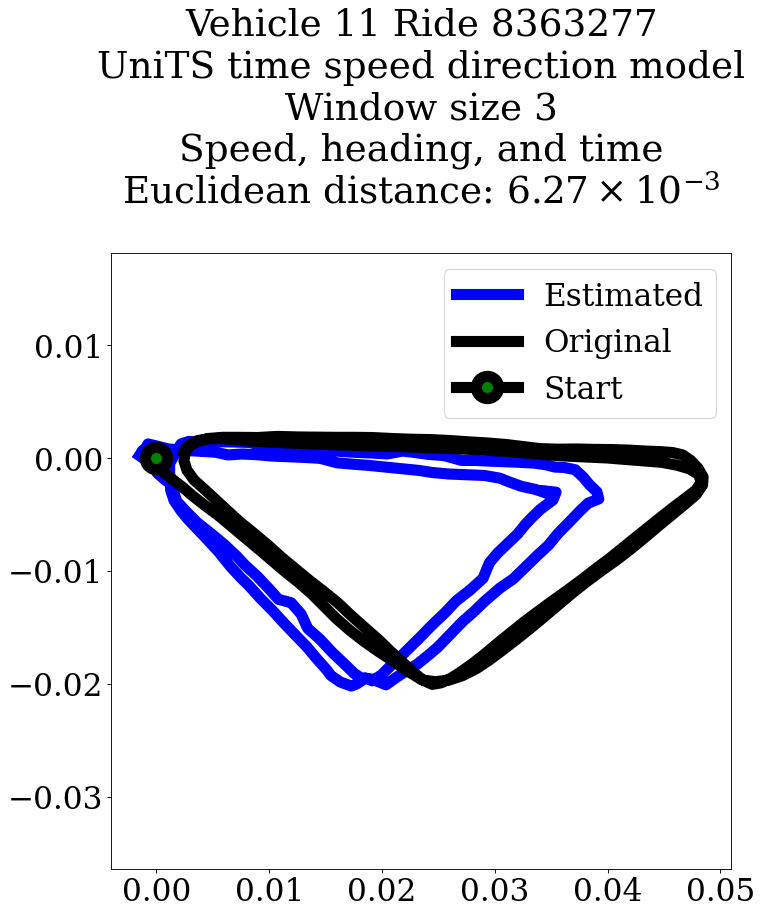 Vehicle 11 Ride 8363277
UniTS time speed direction model
Window size 3
Speed, heading, and time
Euclidean distance: 6.27 × 10⁻³
Estimated
Original
Start
0.01
0.00
−0.01
−0.02
−0.03
0.00 0.01 0.02 0.03 0.04 0.05